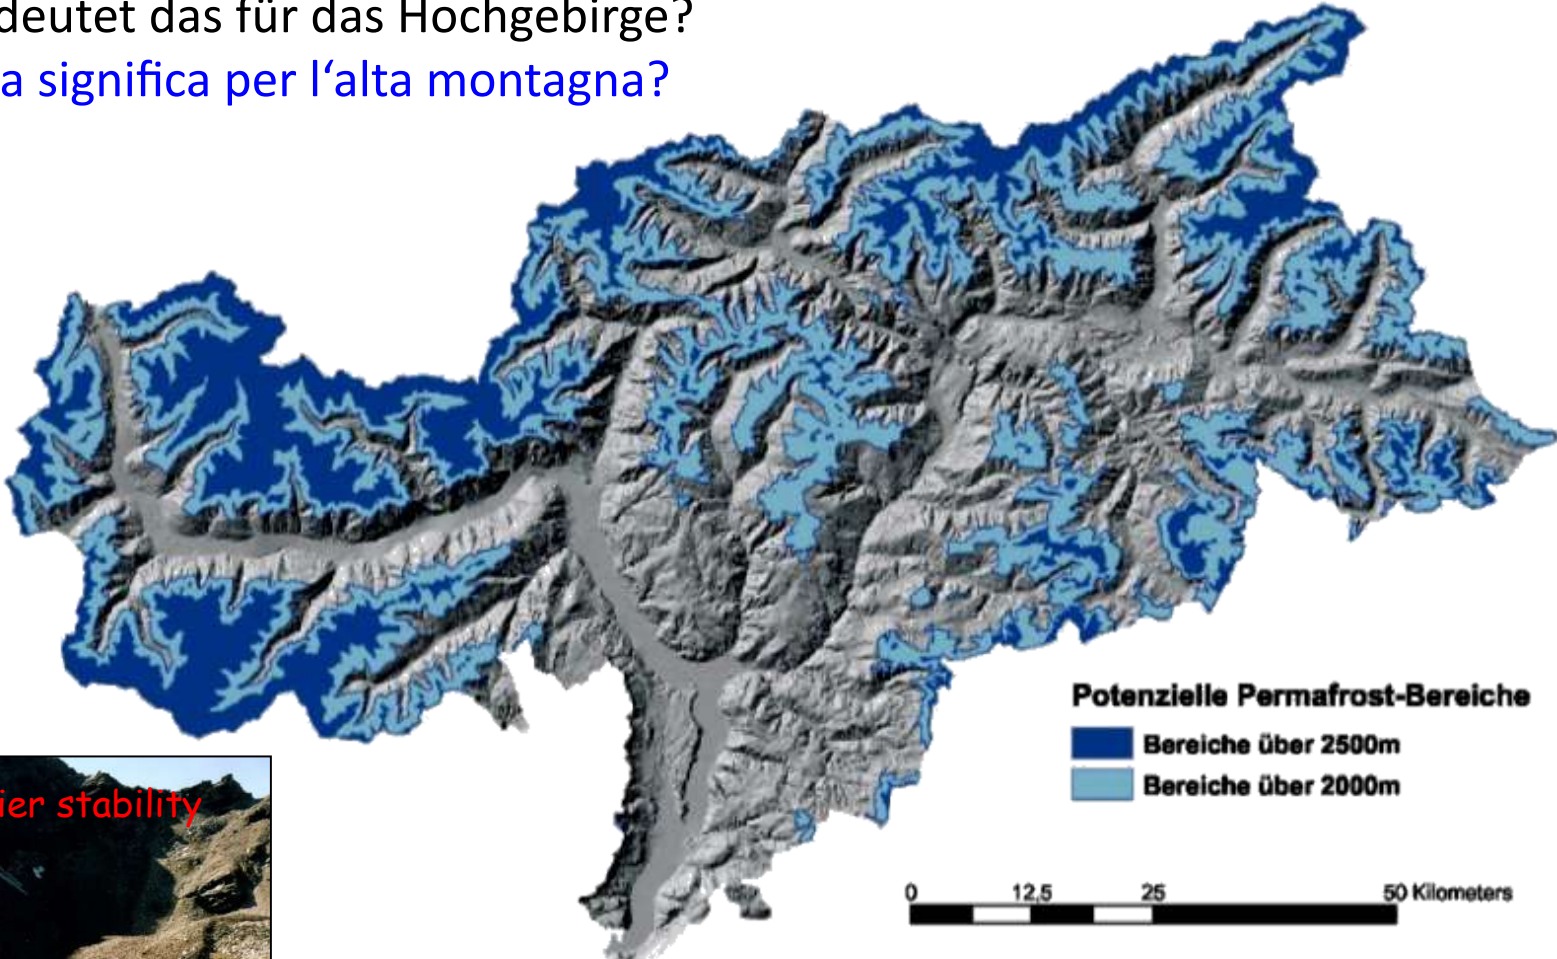 deutet das für das Hochgebirge?
a significa per l‘alta montagna?
Potenzielle Permafrost-Bereiche
Bereiche über 2500m
Bereiche über 2000m
ier stability
0 12,5 25 50 Kilometers